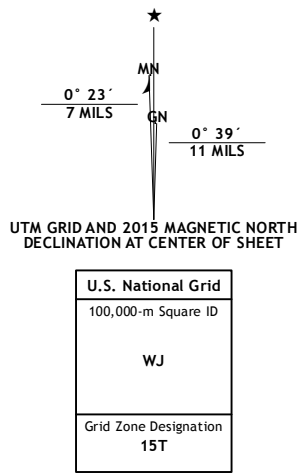 ★
MN
0° 23´
7 MILS
GN
0° 39´
11 MILS
UTM GRID AND 2015 MAGNETIC NORTH
DECLINATION AT CENTER OF SHEET
U.S. National Grid
100,000-m Square ID
WJ
Grid Zone Designation
15T